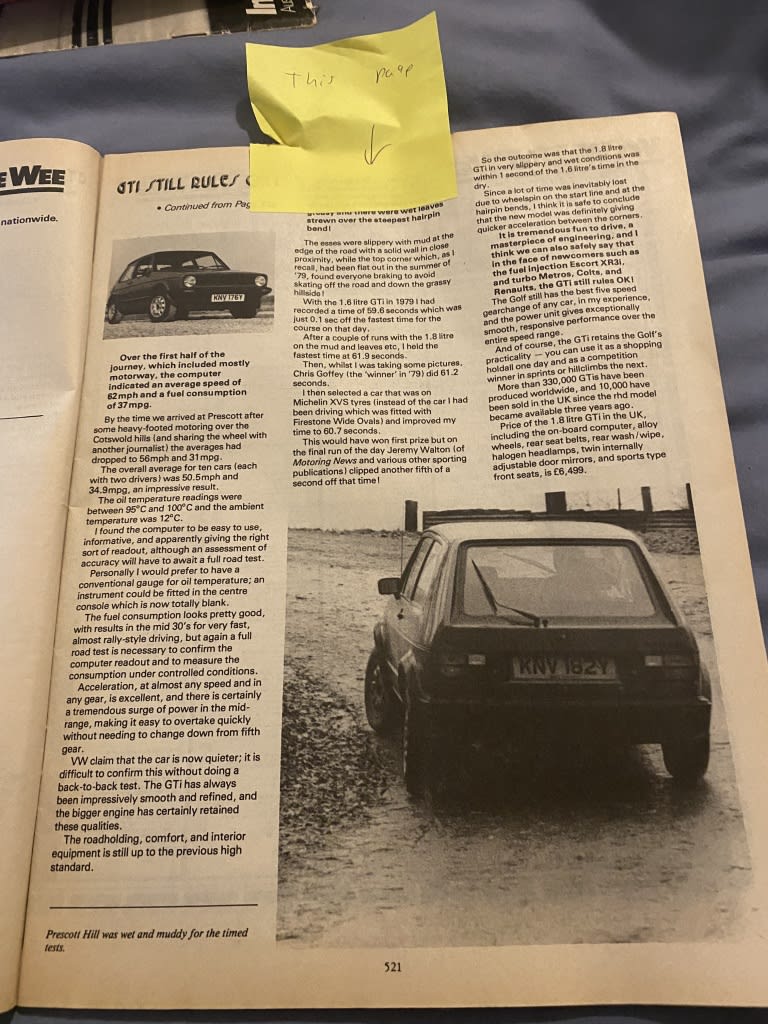 This page
In
E WEE
nationwide.
GTI STILL RULES
• Continued from Pag
KNV 176Y
Over the first half of the
journey, which included mostly
motorway, the computer
indicated an average speed of
62mph and a fuel consumption
of 37mpg.
By the time we arrived at Prescott after
some heavy-footed motoring over the
Cotswold hills (and sharing the wheel with
another journalist) the averages had
dropped to 56mph and 31mpg.
The overall average for ten cars (each
with two drivers) was 50.5mph and
34.9mpg, an impressive result.
The oil temperature readings were
between 95°C and 100°C and the ambient
temperature was 12°C.
I found the computer to be easy to use,
informative, and apparently giving the right
sort of readout, although an assessment of
accuracy will have to await a full road test.
Personally I would prefer to have a
conventional gauge for oil temperature; an
instrument could be fitted in the centre
console which is now totally blank.
The fuel consumption looks pretty good,
with results in the mid 30's for very fast,
almost rally-style driving, but again a full
road test is necessary to confirm the
computer readout and to measure the
consumption under controlled conditions.
Acceleration, at almost any speed and in
any gear, is excellent, and there is certainly
a tremendous surge of power in the mid-
range, making it easy to overtake quickly
without needing to change down from fifth
gear.
VW claim that the car is now quieter; it is
difficult to confirm this without doing a
back-to-back test. The GTi has always
been impressively smooth and refined, and
the bigger engine has certainly retained
these qualities.
The roadholding, comfort, and interior
equipment is still up to the previous high
standard.
Prescott Hill was wet and muddy for the timed
tests.
greasy and there were wet leaves
strewn over the steepest hairpin
bend!
The esses were slippery with mud at the
edge of the road with a solid wall in close
proximity, while the top corner which, as I
recall, had been flat out in the summer of
'79, found everyone braking to avoid
skating off the road and down the grassy
hillside!
With the 1.6 litre GTi in 1979 I had
recorded a time of 59.6 seconds which was
just 0.1 sec off the fastest time for the
course on that day.
After a couple of runs with the 1.8 litre
on the mud and leaves etc, I held the
fastest time at 61.9 seconds.
Then, whilst I was taking some pictures,
Chris Goffey (the 'winner' in '79) did 61.2
seconds.
I then selected a car that was on
Michelin XVS tyres (instead of the car I had
been driving which was fitted with
Firestone Wide Ovals) and improved my
time to 60.7 seconds.
This would have won first prize but on
the final run of the day Jeremy Walton (of
Motoring News and various other sporting
publications) clipped another fifth of a
second off that time!
So the outcome was that the 1.8 litre
GTi in very slippery and wet conditions was
within 1 second of the 1.6 litre's time in the
dry.
Since a lot of time was inevitably lost
due to wheelspin on the start line and at the
hairpin bends, I think it is safe to conclude
that the new model was definitely giving
quicker acceleration between the corners.
It is tremendous fun to drive, a
masterpiece of engineering, and I
think we can also safely say that
in the face of newcomers such as
the fuel injection Escort XR3i,
and turbo Metros, Colts, and
Renaults, the GTi still rules OK!
The Golf still has the best five speed
gearchange of any car, in my experience,
and the power unit gives exceptionally
smooth, responsive performance over the
entire speed range.
And of course, the GTi retains the Golf's
practicality — you can use it as a shopping
holdall one day and as a competition
winner in sprints or hillclimbs the next.
More than 330,000 GTis have been
produced worldwide, and 10,000 have
been sold in the UK since the rhd model
became available three years ago.
Price of the 1.8 litre GTi in the UK,
including the on-board computer, alloy
wheels, rear seat belts, rear wash/wipe,
halogen headlamps, twin internally
adjustable door mirrors, and sports type
front seats, is £6,499.
KNV 182Y
521